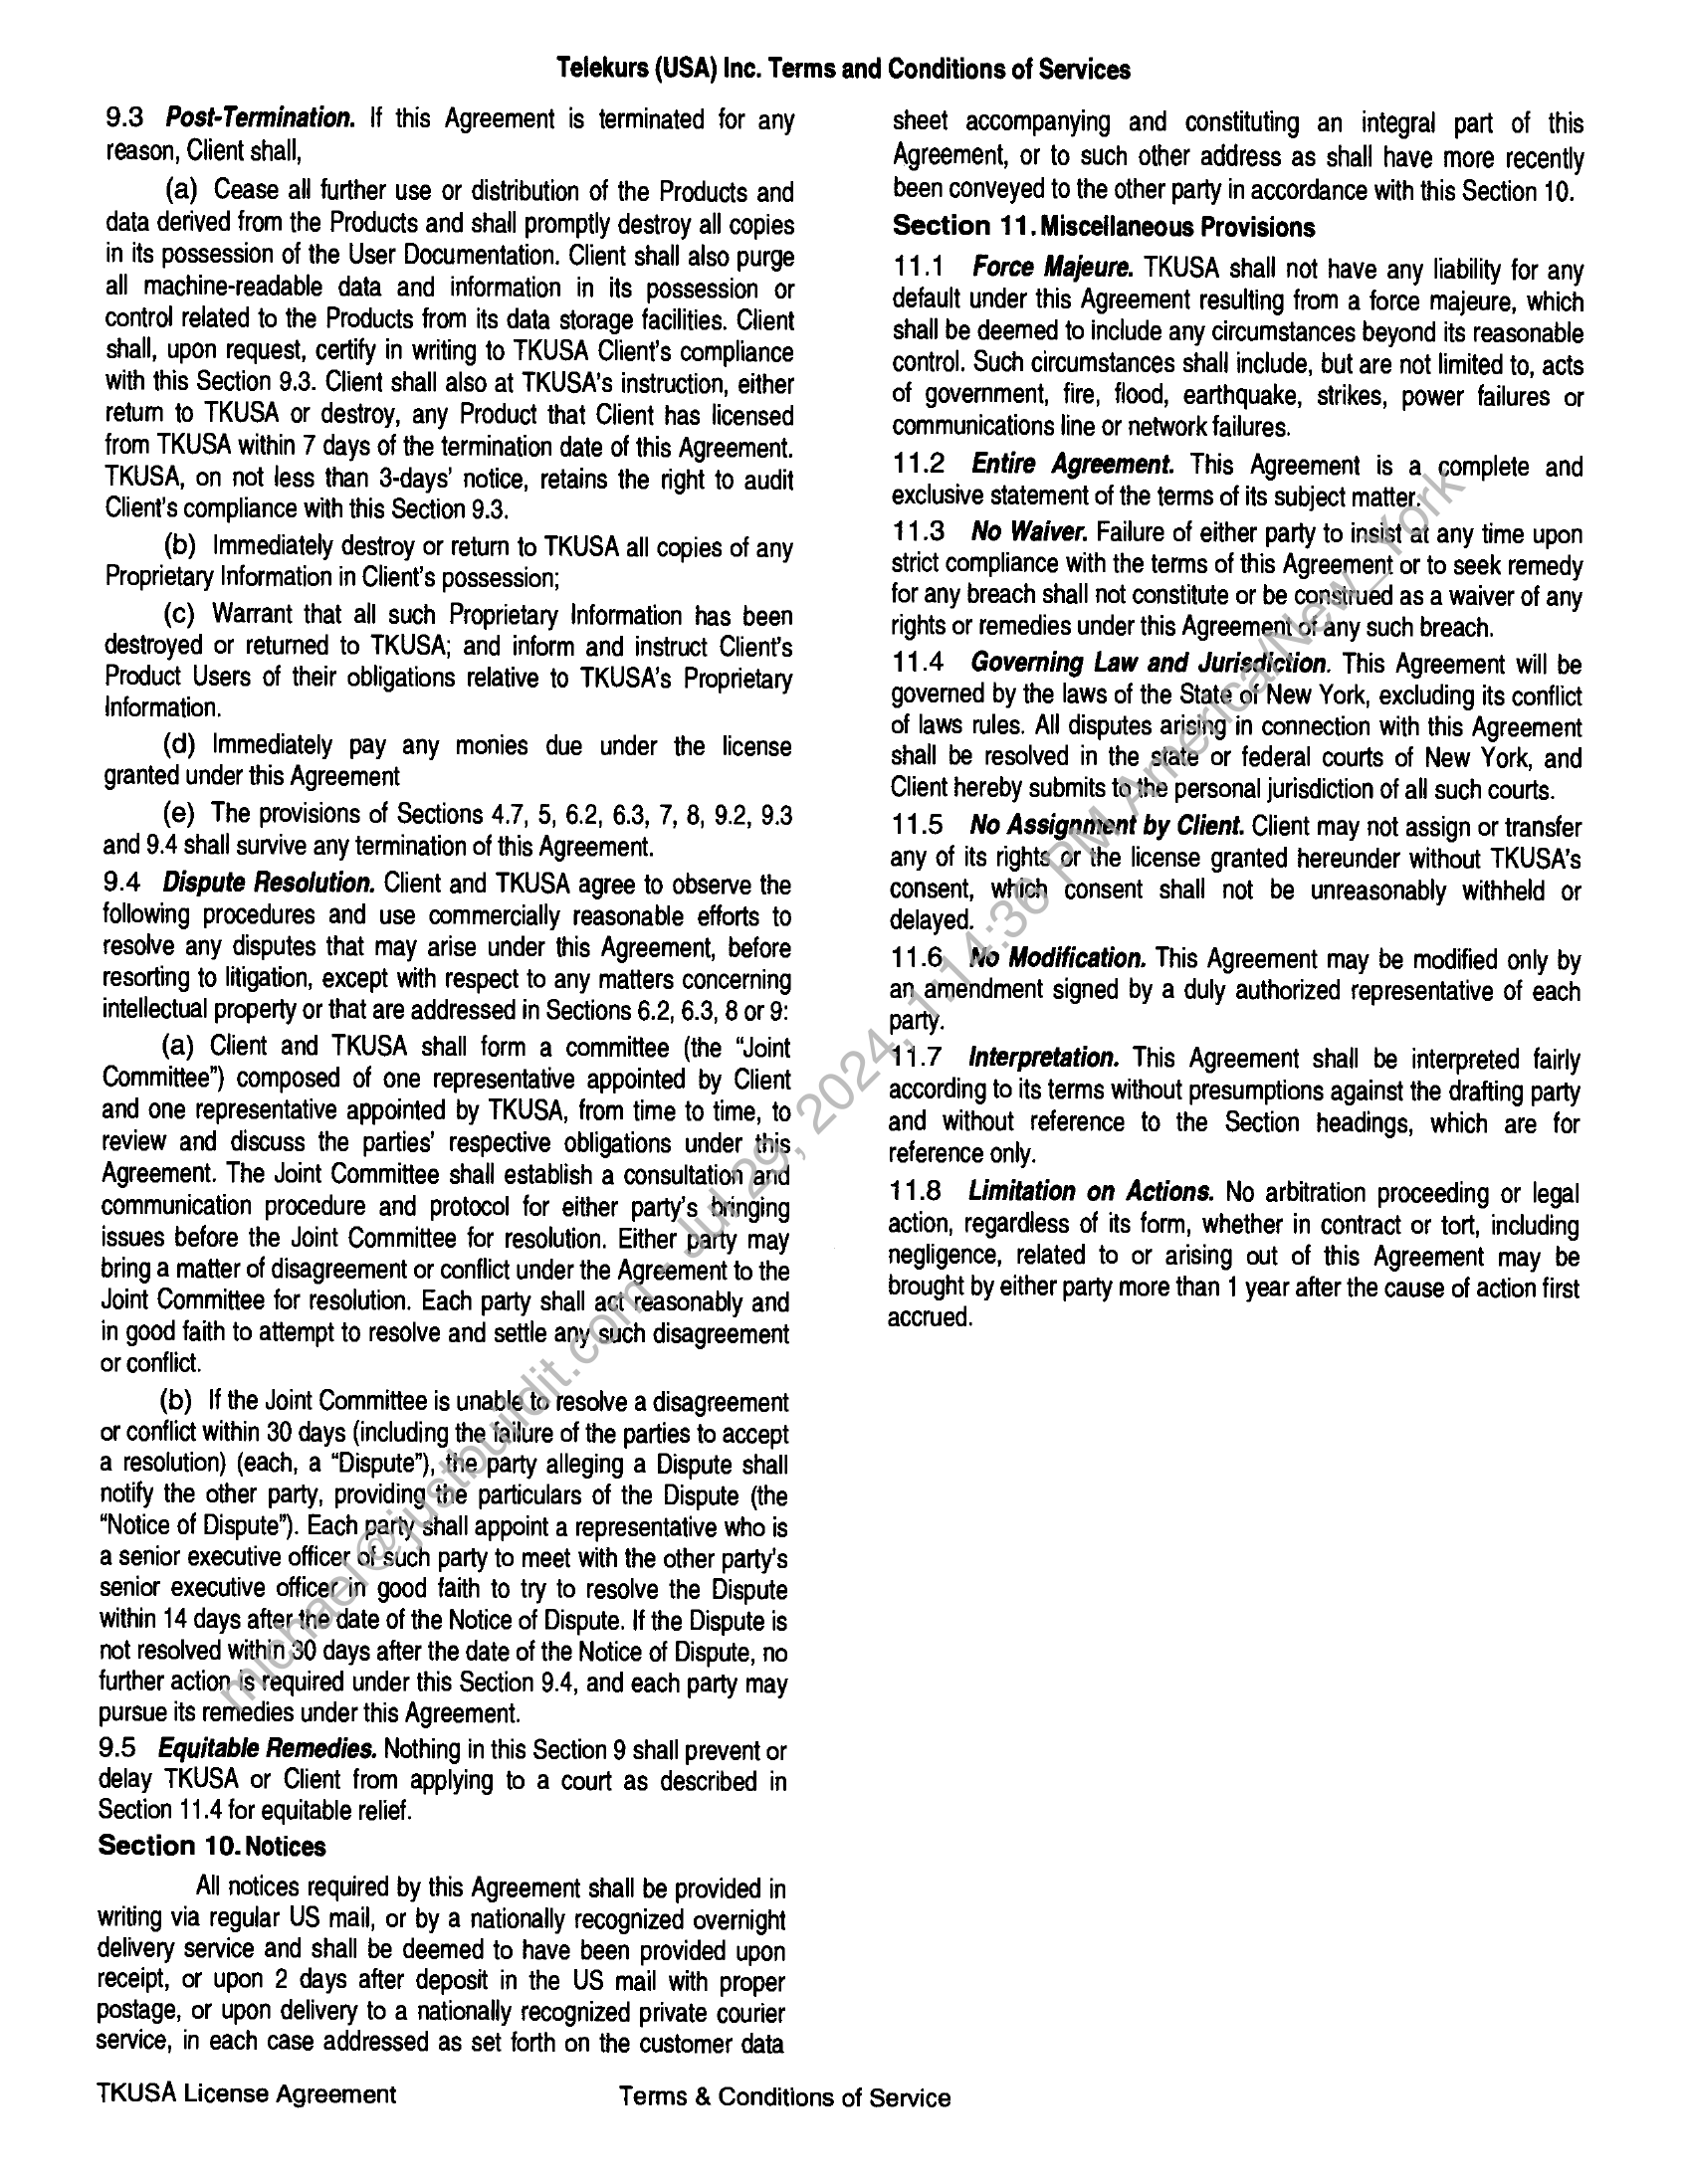 Telekurs (USA) Inc. Terms and Conditions of Services
9.3 Post-Termination. If this Agreement is terminated for any
reason, Client shall,
(a) Cease all further use or distribution of the Products and
data derived from the Products and shall promptly destroy all copies
in its possession of the User Documentation. Client shall also purge
all machine-readable data and information in its possession or
control related to the Products from its data storage facilities. Client
shall, upon request, certify in writing to TKUSA Client's compliance
with this Section 9.3. Client shall also at TKUSA's instruction, either
return to TKUSA or destroy, any Product that Client has licensed
from TKUSA within 7 days of the termination date of this Agreement.
TKUSA, on not less than 3-days' notice, retains the right to audit
Client's compliance with this Section 9.3.
(b) Immediately destroy or return to TKUSA all copies of any
Proprietary Information in Client's possession;
(c) Warrant that all such Proprietary Information has been
destroyed or returned to TKUSA; and inform and instruct Client's
Product Users of their obligations relative to TKUSA's Proprietary
Information.
(d) Immediately pay any monies due under the license
granted under this Agreement
(e) The provisions of Sections 4.7, 5, 6.2, 6.3, 7, 8, 9.2, 9.3
and 9.4 shall survive any termination of this Agreement.
9.4 Dispute Resolution. Client and TKUSA agree to observe the
following procedures and use commercially reasonable efforts to
resolve any disputes that may arise under this Agreement, before
resorting to litigation, except with respect to any matters concerning
intellectual property or that are addressed in Sections 6.2, 6.3, 8 or 9:
(a) Client and TKUSA shall form a committee (the “Joint
Committee”) composed of one representative appointed by Client
and one representative appointed by TKUSA, from time to time, to
review and discuss the parties' respective obligations under this
Agreement. The Joint Committee shall establish a consultation and
communication procedure and protocol for either party's bringing
issues before the Joint Committee for resolution. Either party may
bring a matter of disagreement or conflict under the Agreement to the
Joint Committee for resolution. Each party shall act reasonably and
in good faith to attempt to resolve and settle any such disagreement
or conflict.
(b) If the Joint Committee is unable to resolve a disagreement
or conflict within 30 days (including the failure of the parties to accept
a resolution) (each, a “Dispute”), the party alleging a Dispute shall
notify the other party, providing the particulars of the Dispute (the
“Notice of Dispute”). Each party shall appoint a representative who is
a senior executive officer of such party to meet with the other party's
senior executive officer in good faith to try to resolve the Dispute
within 14 days after the date of the Notice of Dispute. If the Dispute is
not resolved within 30 days after the date of the Notice of Dispute, no
further action is required under this Section 9.4, and each party may
pursue its remedies under this Agreement.
9.5 Equitable Remedies. Nothing in this Section 9 shall prevent or
delay TKUSA or Client from applying to a court as described in
Section 11.4 for equitable relief.
Section 10. Notices
All notices required by this Agreement shall be provided in
writing via regular US mail, or by a nationally recognized overnight
delivery service and shall be deemed to have been provided upon
receipt, or upon 2 days after deposit in the US mail with proper
postage, or upon delivery to a nationally recognized private courier
service, in each case addressed as set forth on the customer data
sheet accompanying and constituting an integral part of this
Agreement, or to such other address as shall have more recently
been conveyed to the other party in accordance with this Section 10.
Section 11. Miscellaneous Provisions
11.1 Force Majeure. TKUSA shall not have any liability for any
default under this Agreement resulting from a force majeure, which
shall be deemed to include any circumstances beyond its reasonable
control. Such circumstances shall include, but are not limited to, acts
of government, fire, flood, earthquake, strikes, power failures or
communications line or network failures.
11.2 Entire Agreement. This Agreement is a complete and
exclusive statement of the terms of its subject matter.
11.3 No Waiver. Failure of either party to insist at any time upon
strict compliance with the terms of this Agreement or to seek remedy
for any breach shall not constitute or be construed as a waiver of any
rights or remedies under this Agreement of any such breach.
11.4 Governing Law and Jurisdiction. This Agreement will be
governed by the laws of the State of New York, excluding its conflict
of laws rules. All disputes arising in connection with this Agreement
shall be resolved in the state or federal courts of New York, and
Client hereby submits to the personal jurisdiction of all such courts.
11.5 No Assignment by Client. Client may not assign or transfer
any of its rights or the license granted hereunder without TKUSA's
consent, which consent shall not be unreasonably withheld or
delayed.
11.6 No Modification. This Agreement may be modified only by
an amendment signed by a duly authorized representative of each
party.
11.7 Interpretation. This Agreement shall be interpreted fairly
according to its terms without presumptions against the drafting party
and without reference to the Section headings, which are for
reference only.
11.8 Limitation on Actions. No arbitration proceeding or legal
action, regardless of its form, whether in contract or tort, including
negligence, related to or arising out of this Agreement may be
brought by either party more than 1 year after the cause of action first
accrued.
TKUSA License Agreement Terms & Conditions of Service
michael@justbuildit.com - Jul 29, 2024, 1:14:36 PM America/New_York